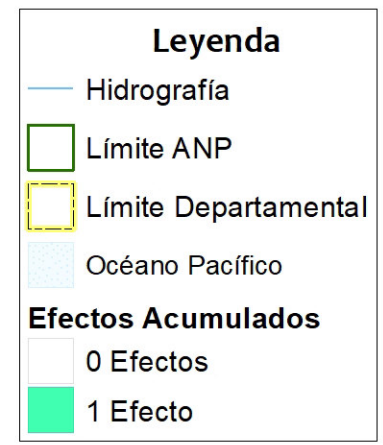 Leyenda
Hidrografía
Límite ANP
Límite Departamental
Océano Pacífico
Efectos Acumulados
0 Efectos
1 Efecto